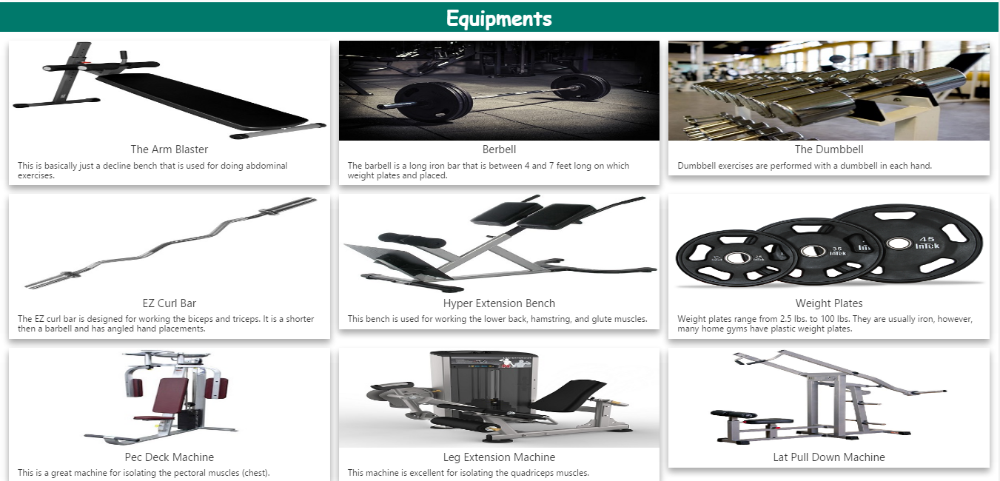 Equipments
The Arm Blaster
This is basically just a decline bench that is used for doing abdominal
exercises.
Berbell
The barbell is a long iron bar that is between 4 and 7 feet long on which
weight plates and placed.
The Dumbbell
Dumbbell exercises are performed with a dumbbell in each hand.
EZ Curl Bar
The EZ curl bar is designed for working the biceps and triceps. It is a shorter
then a barbell and has angled hand placements.
Hyper Extension Bench
This bench is used for working the lower back, hamstring, and glute muscles.
35
InTek
45
InTek
Weight Plates
Weight plates range from 2.5 lbs. to 100 lbs. They are usually iron, however,
many home gyms have plastic weight plates.
Pec Deck Machine
This is a great machine for isolating the pectoral muscles (chest).
Leg Extension Machine
This machine is excellent for isolating the quadriceps muscles.
Lat Pull Down Machine